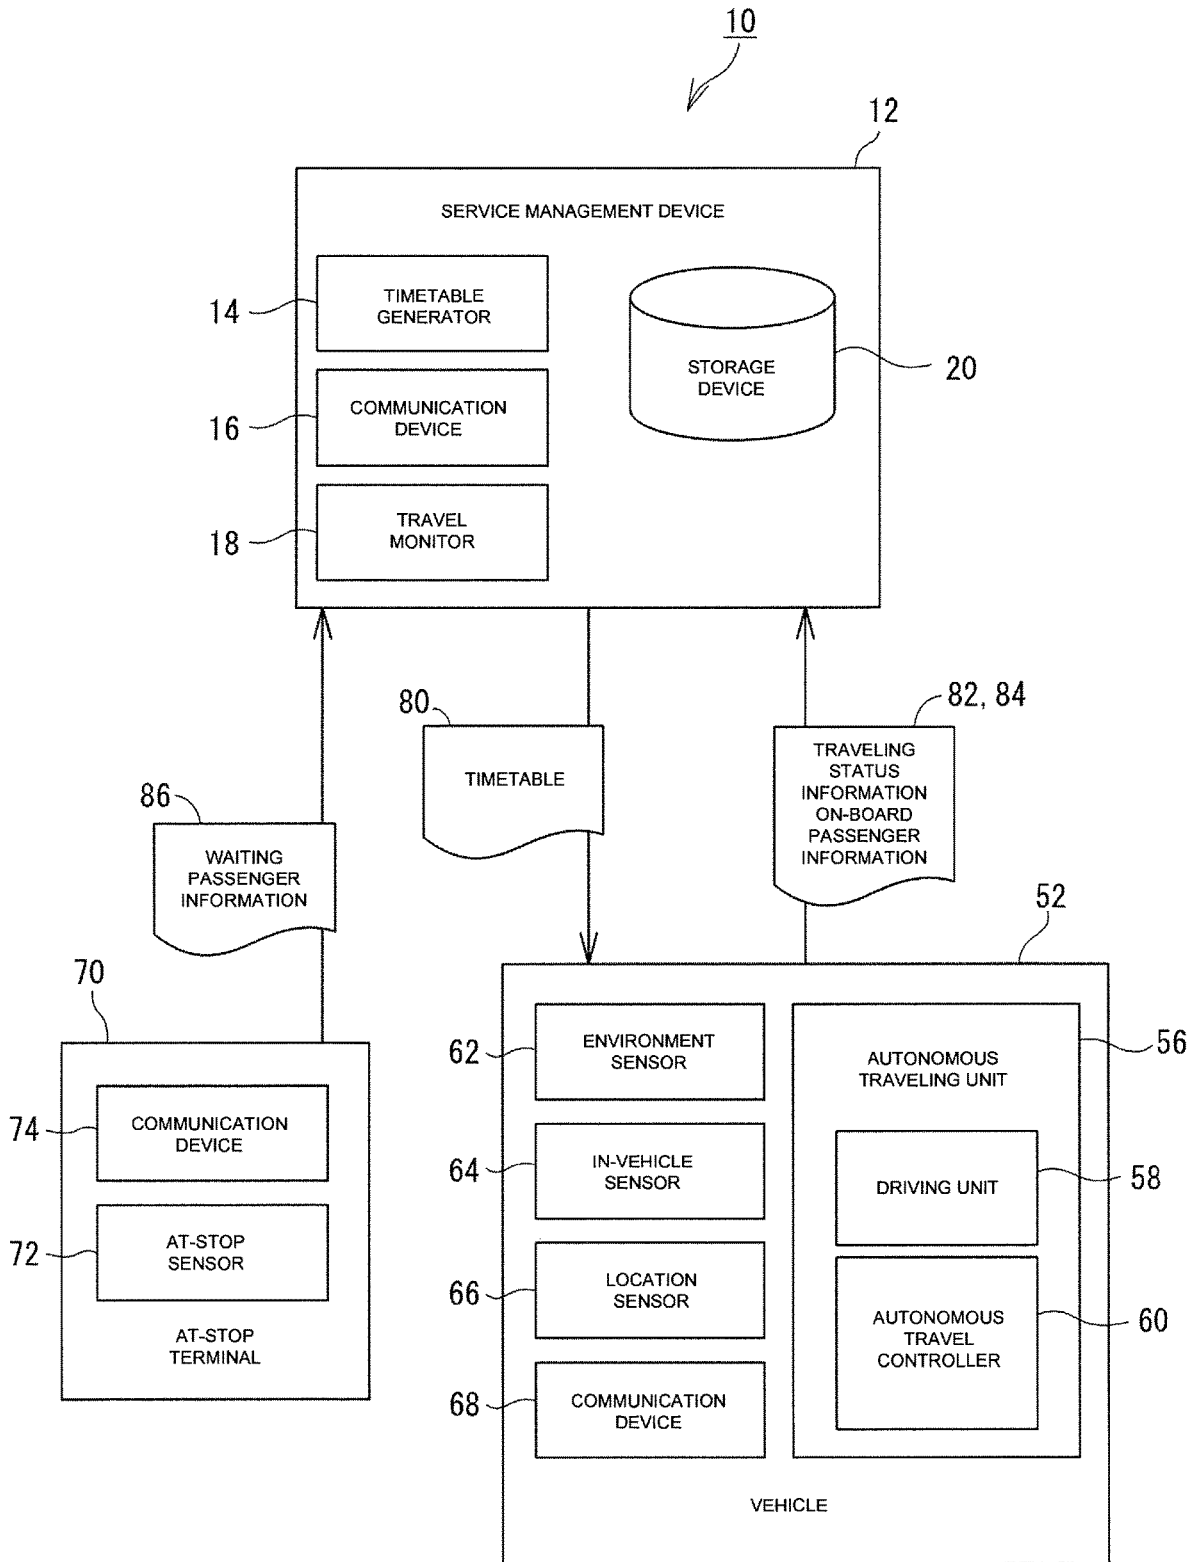 10
12
SERVICE MANAGEMENT DEVICE
14
TIMETABLE
GENERATOR
16
COMMUNICATION
DEVICE
18
TRAVEL
MONITOR
STORAGE
DEVICE
20
80
TIMETABLE
82, 84
TRAVELING
STATUS
INFORMATION
ON-BOARD
PASSENGER
INFORMATION
86
WAITING
PASSENGER
INFORMATION
70
74
COMMUNICATION
DEVICE
72
AT-STOP
SENSOR
AT-STOP
TERMINAL
52
62
ENVIRONMENT
SENSOR
64
IN-VEHICLE
SENSOR
66
LOCATION
SENSOR
68
COMMUNICATION
DEVICE
56
AUTONOMOUS
TRAVELING UNIT
DRIVING UNIT
58
AUTONOMOUS
TRAVEL
CONTROLLER
60
VEHICLE